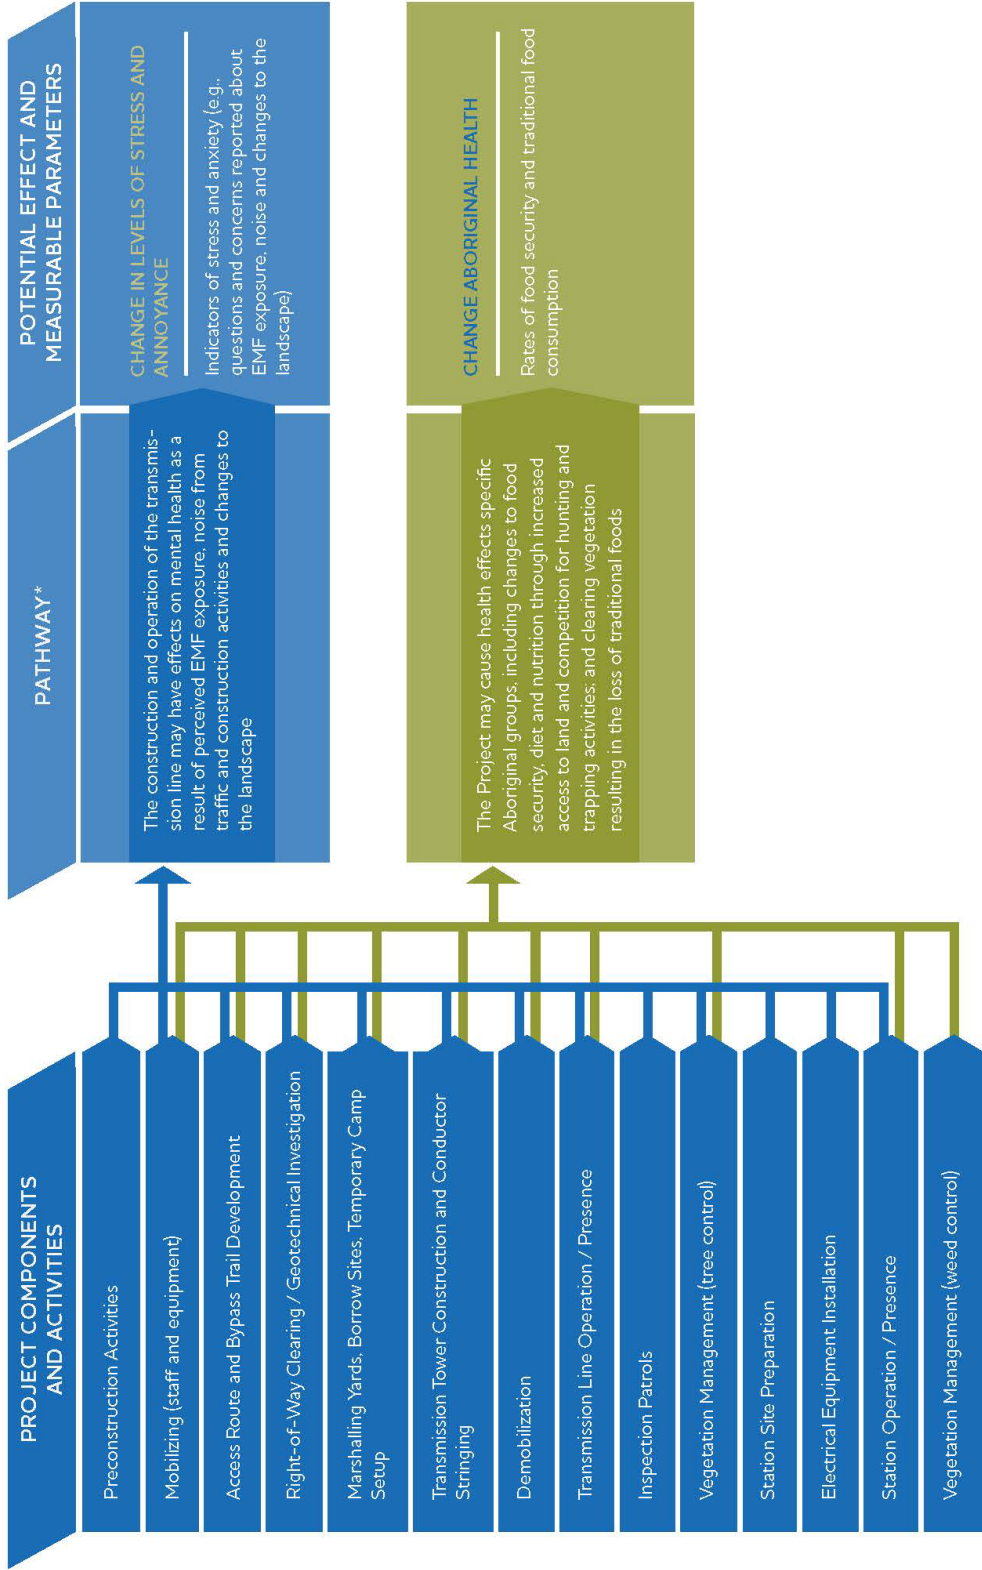 PROJECT COMPONENTS
AND ACTIVITIES
Preconstruction Activities
Mobilizing (staff and equipment)
Access Route and Bypass Trail Development
Right-of-Way Clearing / Geotechnical Investigation
Marshalling Yards, Borrow Sites, Temporary Camp
Setup
Transmission Tower Construction and Conductor
Stringing
Demobilization
Transmission Line Operation / Presence
Inspection Patrols
Vegetation Management (tree control)
Station Site Preparation
Electrical Equipment Installation
Station Operation / Presence
Vegetation Management (weed control)
PATHWAY*
The construction and operation of the transmis-
sion line may have effects on mental health as a
result of perceived EMF exposure, noise from
traffic and construction activities and changes to
the landscape
The Project may cause health effects specific
Aboriginal groups, including changes to food
security, diet and nutrition through increased
access to land and competition for hunting and
trapping activities; and clearing vegetation
resulting in the loss of traditional foods
POTENTIAL EFFECT AND
MEASURABLE PARAMETERS
CHANGE IN LEVELS OF STRESS AND
ANNOYANCE
Indicators of stress and anxiety (e.g.,
questions and concerns reported about
EMF exposure, noise and changes to the
landscape)
CHANGE ABORIGINAL HEALTH
Rates of food security and traditional food
consumption